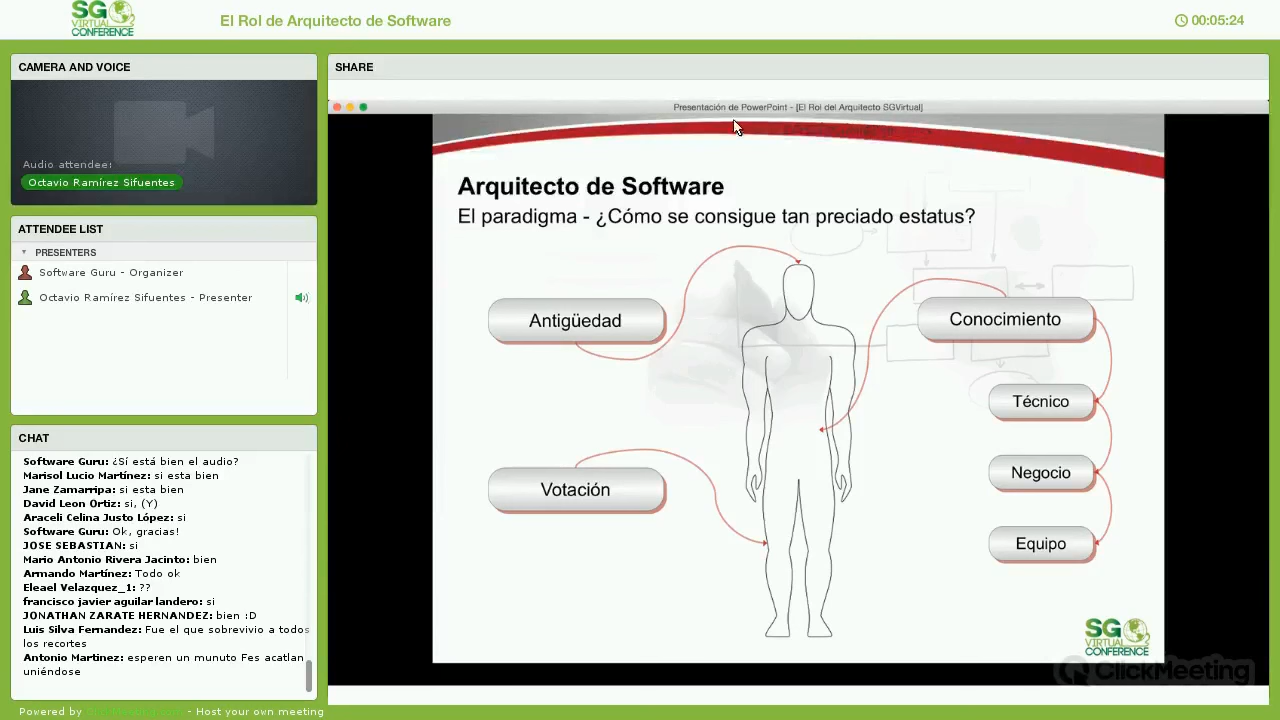 SG
VIRTUAL
CONFERENCE
El Rol de Arquitecto de Software
00:05:24
CAMERA AND VOICE
Audio attendee:
Octavio Ramírez Sifuentes
ATTENDEE LIST
PRESENTERS
Software Guru - Organizer
Octavio Ramírez Sifuentes - Presenter
CHAT
Software Guru: ¿Sí está bien el audio?
Marisol Lucio Martínez: si esta bien
Jane Zamarripa: si esta bien
David Leon Ortiz: si, (Y)
Araceli Celina Justo López: si
Software Guru: Ok, gracias!
JOSE SEBASTIAN: si
Mario Antonio Rivera Jacinto: bien
Armando Martínez: Todo ok
Eleael Velazquez_1: ??
francisco javier aguilar landero: si
JONATHAN ZARATE HERNANDEZ: bien :D
Luis Silva Fernandez: Fue el que sobrevivio a todos
los recortes
Antonio Martinez: esperen un munuto Fes acatlan
uniéndose
Powered by - Host your own meeting
SHARE
Presentación de PowerPoint - [El Rol del Arquitecto SGVirtual]
Arquitecto de Software
El paradigma - ¿Cómo se consigue tan preciado estatus?
Antigüedad
Conocimiento
Técnico
Negocio
Votación
Equipo
SG
VIRTUAL
CONFERENCE
ClickMeeting